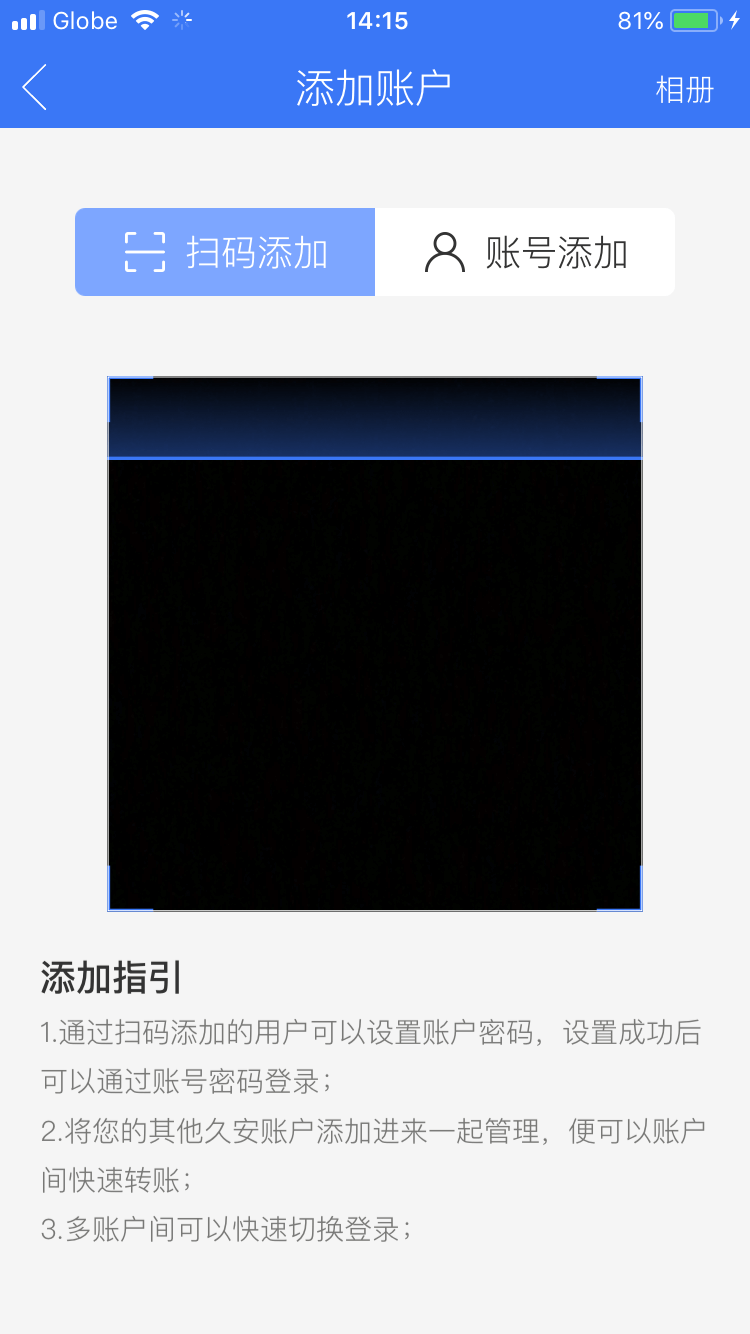 Globe 14:15 81%
添加账户 相册
扫码添加 账号添加
添加指引
1.通过扫码添加的用户可以设置账户密码，设置成功后
可以通过账号密码登录；
2.将您的其他久安账户添加进来一起管理，便可以账户
间快速转账；
3.多账户间可以快速切换登录；